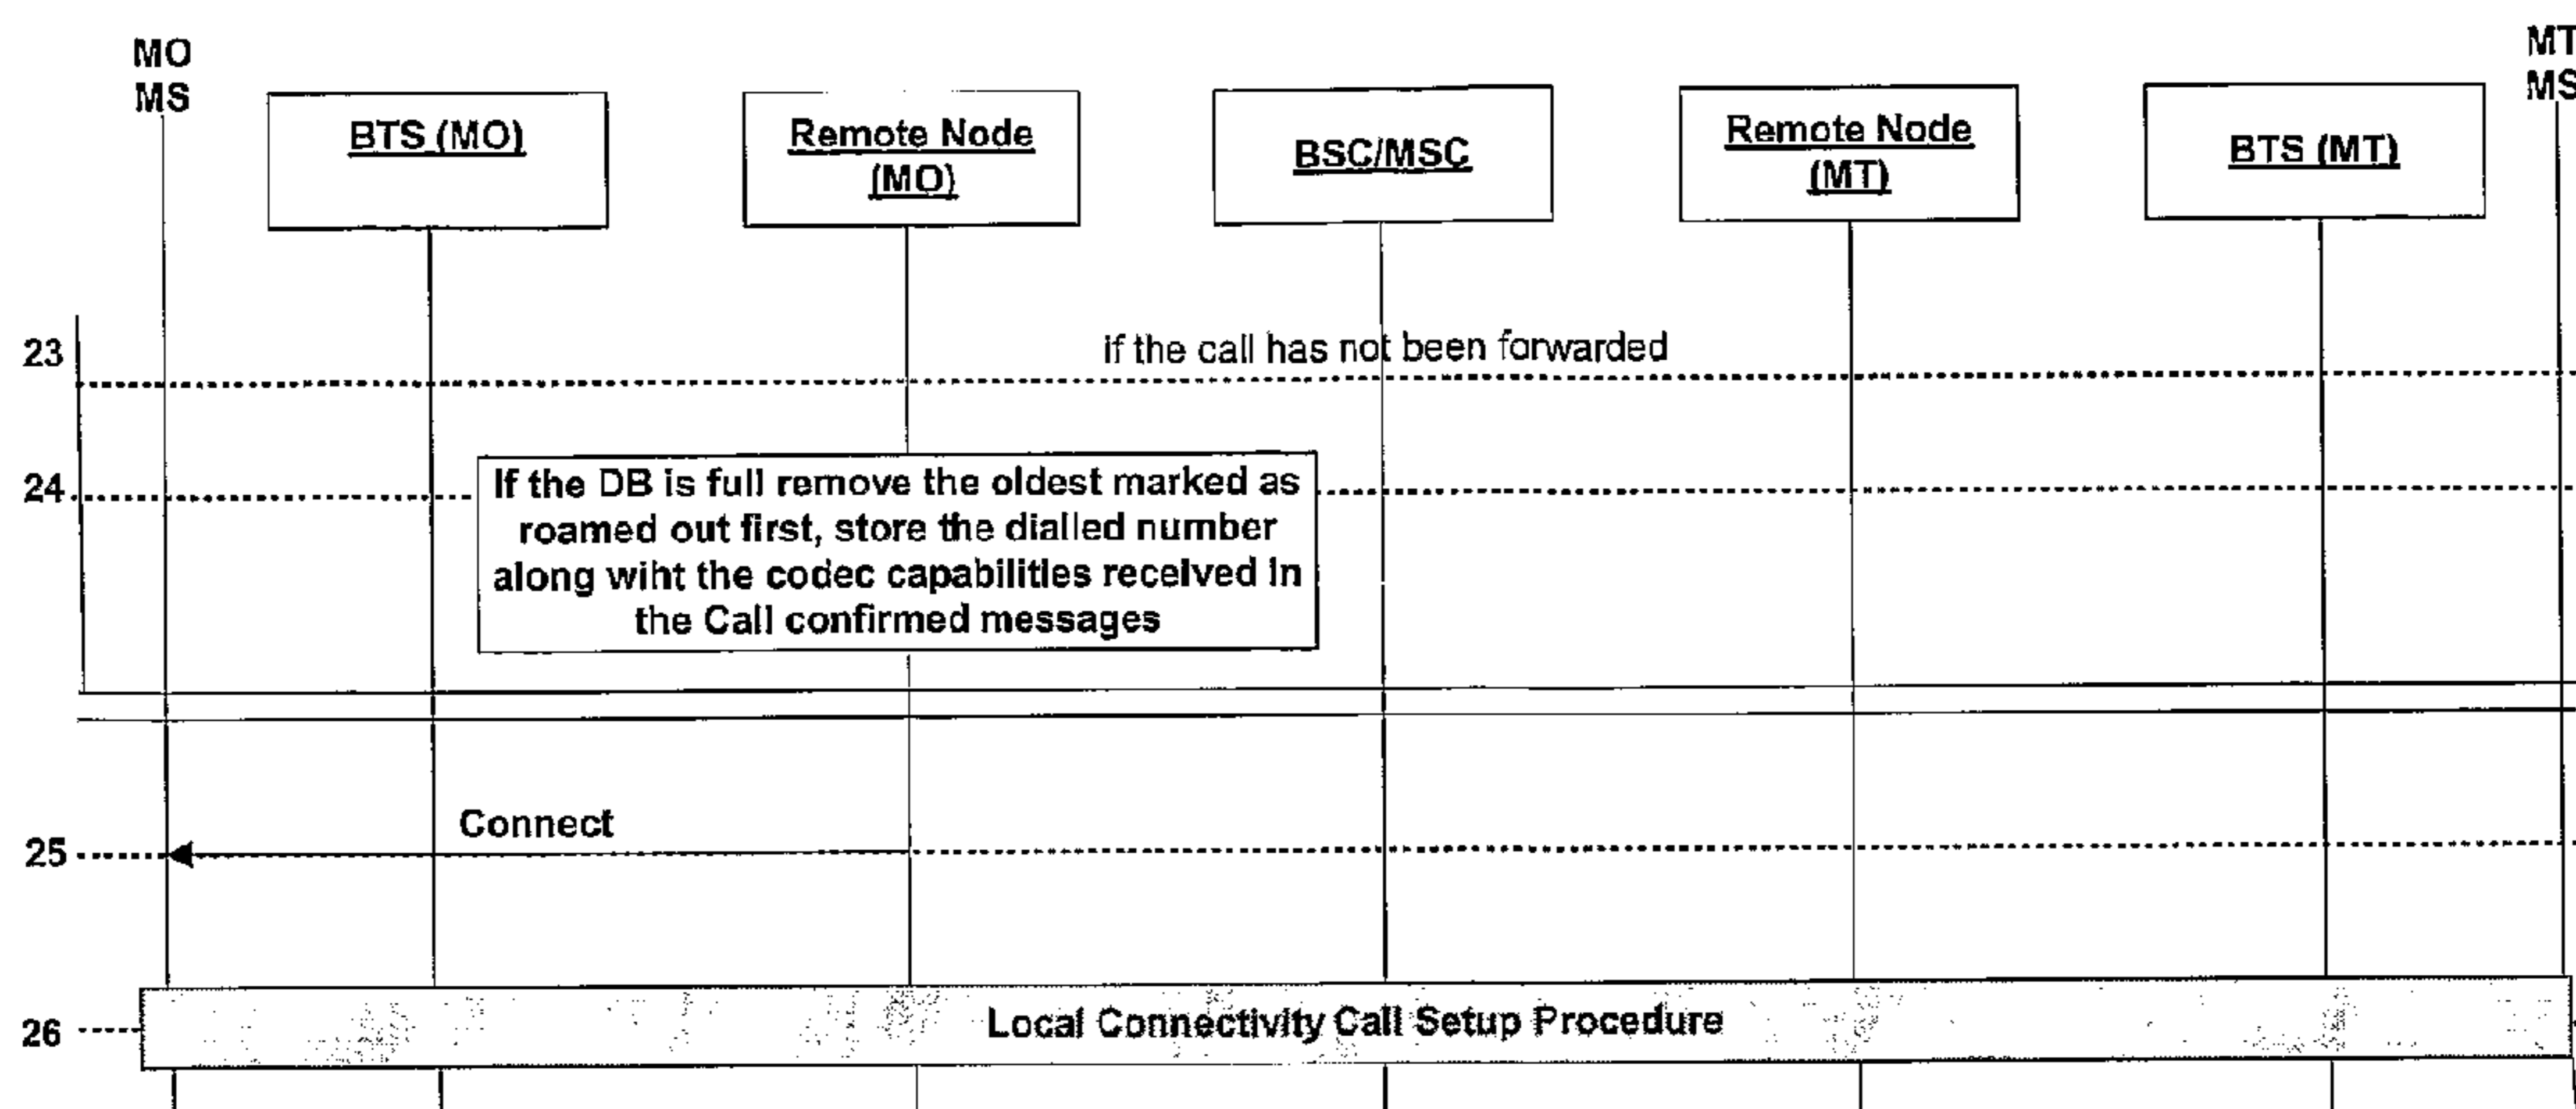 MO
MS
BTS (MO)
Remote Node
(MO)
BSC/MSC
Remote Node
(MT)
BTS (MT)
MT
MS
23
if the call has not been forwarded
24
If the DB is full remove the oldest marked as
roamed out first, store the dialled number
along wiht the codec capabilities received in
the Call confirmed messages
Connect
25
26
Local Connectivity Call Setup Procedure